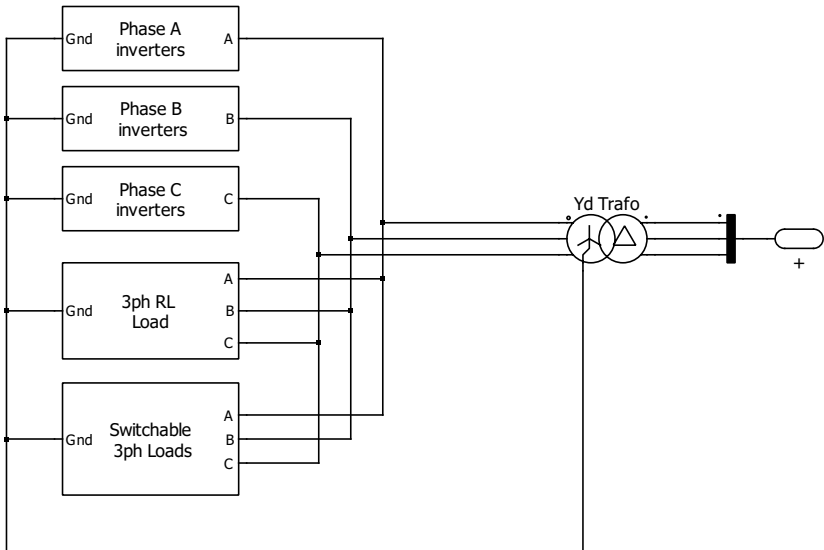 Gnd
Phase A
inverters
A
Gnd
Phase B
inverters
B
Gnd
Phase C
inverters
C
Yd Trafo
+
Gnd
3ph RL
Load
A
B
C
Gnd
Switchable
3ph Loads
A
B
C